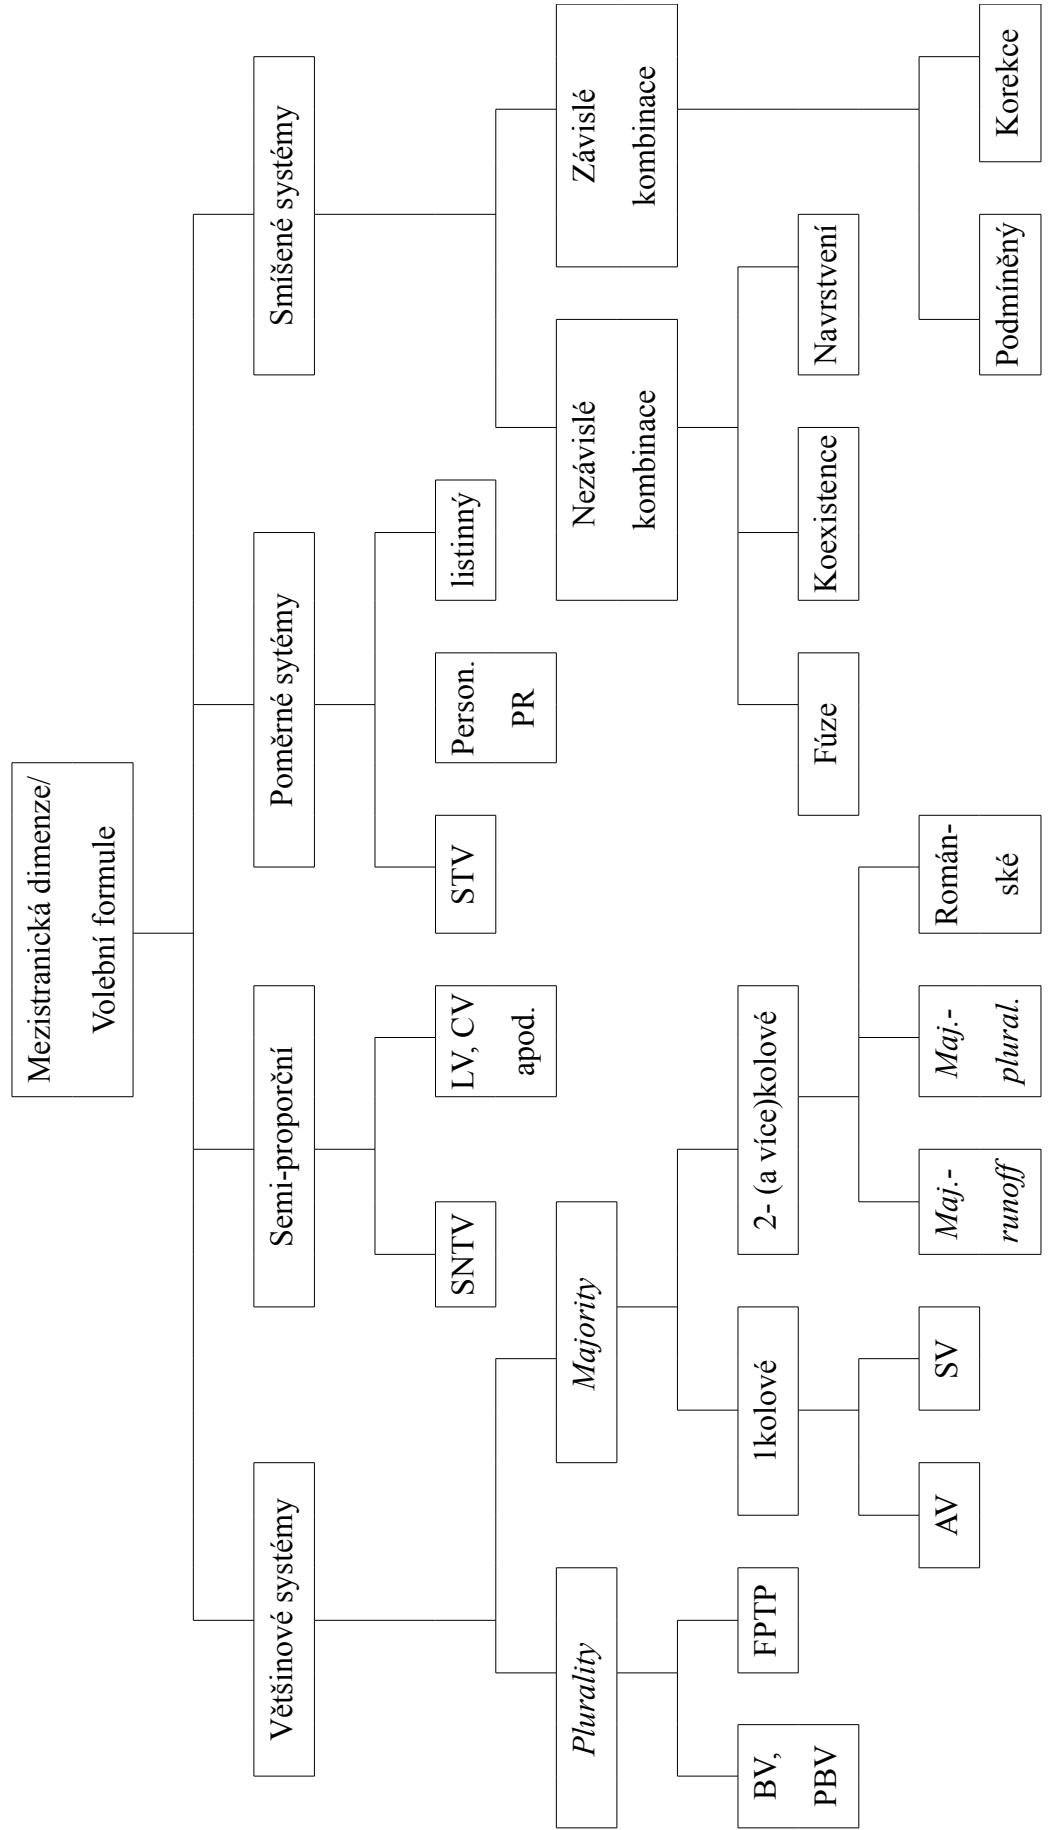 Mezistranická dimenze/
Volební formule
Většinové systémy
Semi-proporční
Poměrné sytémy
Smíšené systémy
SNTV
LV, CV
apod.
STV
Person.
PR
listinný
Plurality
Majority
Nezávislé
kombinace
Závislé
kombinace
BV,
PBV
FPTP
1kolové
2- (a více)kolové
Fúze
Koexistence
Navrstvení
AV
SV
Maj.-
runoff
Maj.-
plural.
Román-
ské
Podmíněný
Korekce